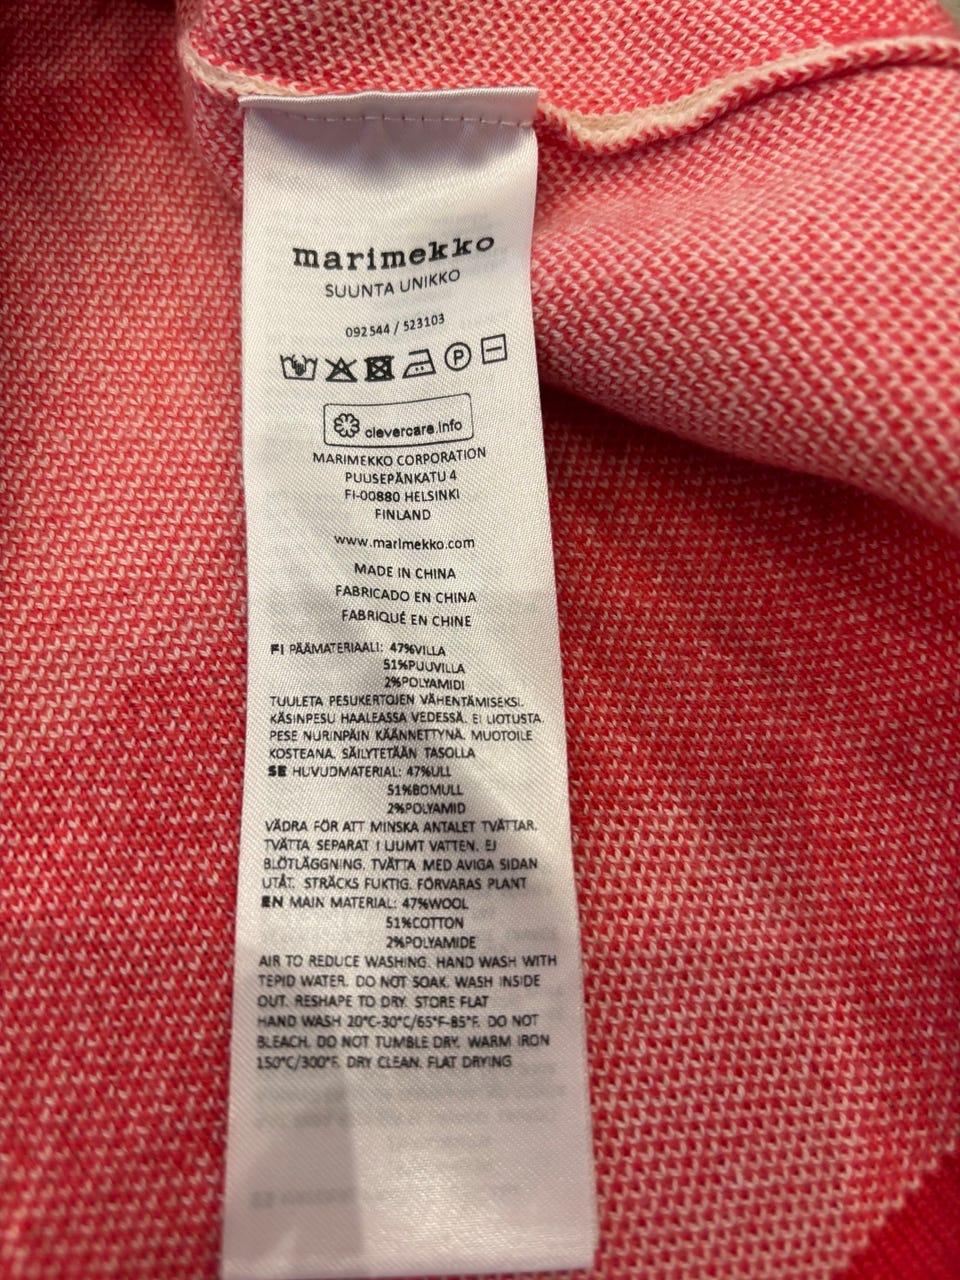 marimekko
SUUNTA UNIKKO
092544 / 523103
P
clevercare.info
MARIMEKKO CORPORATION
PUUSEPÄNKATU 4
FI-00880 HELSINKI
FINLAND
www.marimekko.com
MADE IN CHINA
FABRICADO EN CHINA
FABRIQUÉ EN CHINE
FI PÄÄMATERIAALI: 47%VILLA
51%PUUVILLA
2%POLYAMIDI
TUULETA PESUKERTOJEN VÄHENTÄMISEKSI.
KÄSINPESU HAALEASSA VEDESSÄ. EI LIOTUSTA.
PESE NURINPÄIN KÄÄNNETTYNÄ. MUOTOILE
KOSTEANA. SÄILYTETÄÄN TASOLLA
SE HUVUDMATERIAL: 47%ULL
51%BOMULL
2%POLYAMID
VÄDRA FÖR ATT MINSKA ANTALET TVÄTTAR.
TVÄTTA SEPARAT I LJUMT VATTEN. EJ
BLÖTLÄGGNING. TVÄTTA MED AVIGA SIDAN
UTÅT. STRÄCKS FUKTIG. FÖRVARAS PLANT
EN MAIN MATERIAL: 47%WOOL
51%COTTON
2%POLYAMIDE
AIR TO REDUCE WASHING. HAND WASH WITH
TEPID WATER. DO NOT SOAK. WASH INSIDE
OUT. RESHAPE TO DRY. STORE FLAT
HAND WASH 20°C-30°C/65°F-85°F. DO NOT
BLEACH. DO NOT TUMBLE DRY. WARM IRON
150°C/300°F. DRY CLEAN. FLAT DRYING